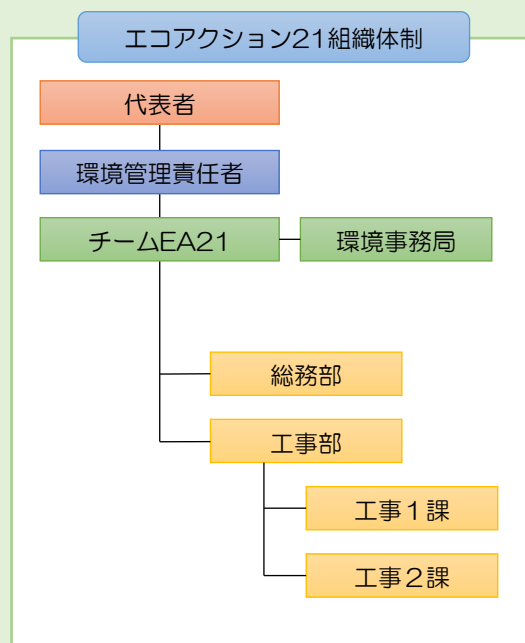 エコアクション21組織体制
代表者
環境管理責任者
チームEA21
環境事務局
総務部
工事部
工事１課
工事２課